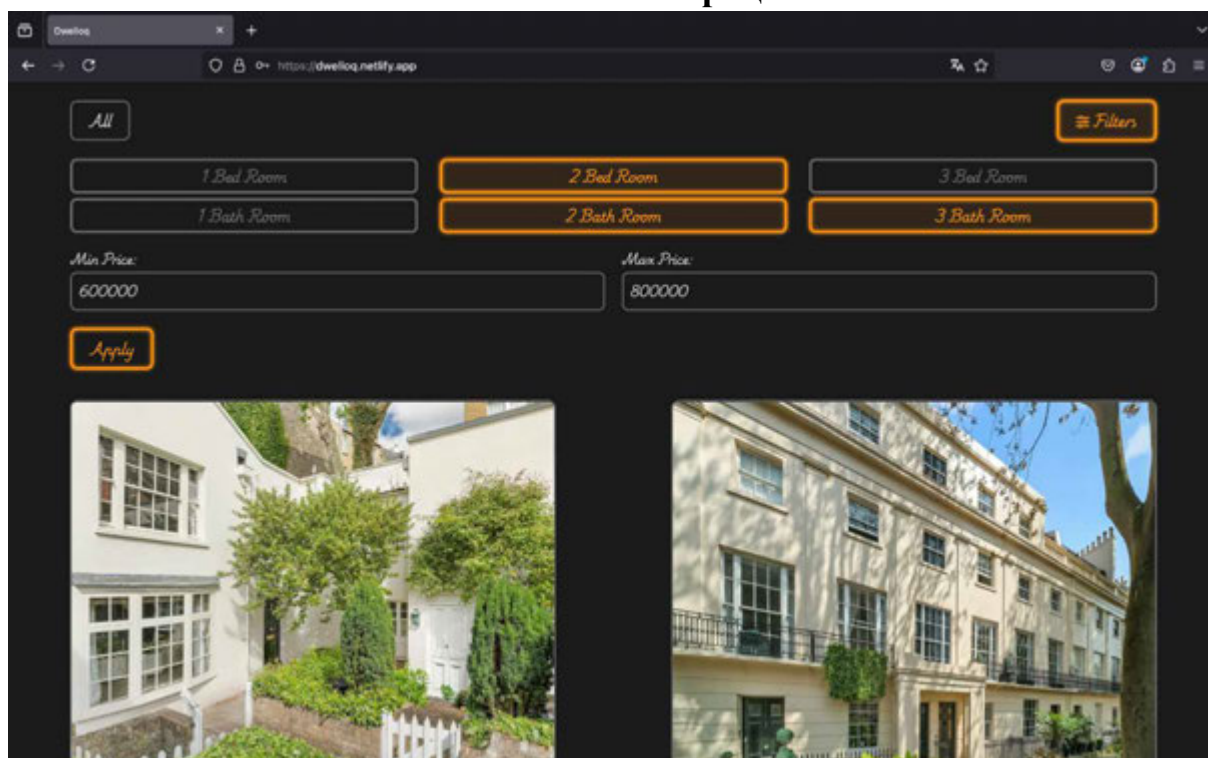 Dwelloq
https://dwelloq.netlify.app
All
Filters
1 Bed Room 2 Bed Room 3 Bed Room
1 Bath Room 2 Bath Room 3 Bath Room
Min Price: Max Price:
600000 800000
Apply